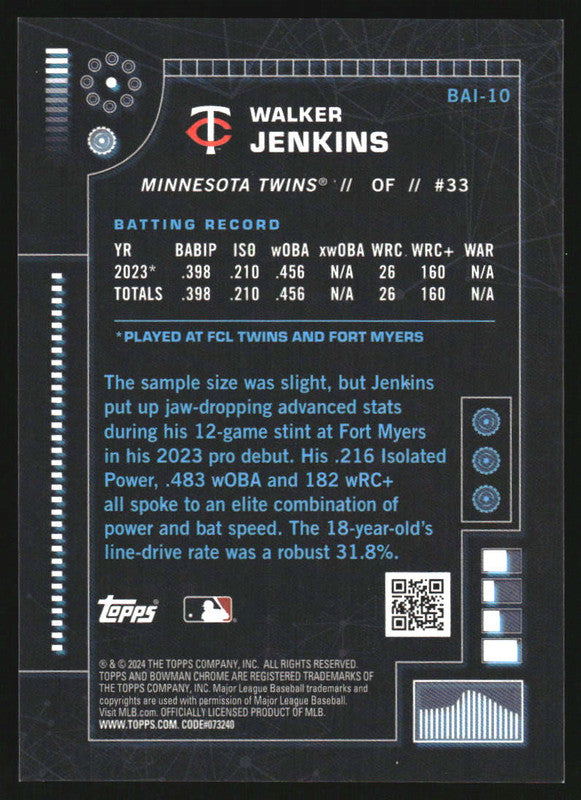 BAI-10
TC
WALKER
JENKINS
MINNESOTA TWINS® // OF // #33
BATTING RECORD
YR BABIP ISO wOBA xwOBA WRC WRC+ WAR
2023* .398 .210 .456 N/A 26 160 N/A
TOTALS .398 .210 .456 N/A 26 160 N/A
*PLAYED AT FCL TWINS AND FORT MYERS
The sample size was slight, but Jenkins
put up jaw-dropping advanced stats
during his 12-game stint at Fort Myers
in his 2023 pro debut. His .216 Isolated
Power, .483 wOBA and 182 wRC+
all spoke to an elite combination of
power and bat speed. The 18-year-old's
line-drive rate was a robust 31.8%.
TOPPS
® & © 2024 THE TOPPS COMPANY, INC. ALL RIGHTS RESERVED.
TOPPS AND BOWMAN CHROME ARE REGISTERED TRADEMARKS OF
THE TOPPS COMPANY, INC. Major League Baseball trademarks and
copyrights are used with permission of Major League Baseball.
Visit MLB.com. OFFICIALLY LICENSED PRODUCT OF MLB.
WWW.TOPPS.COM. CODE#073240